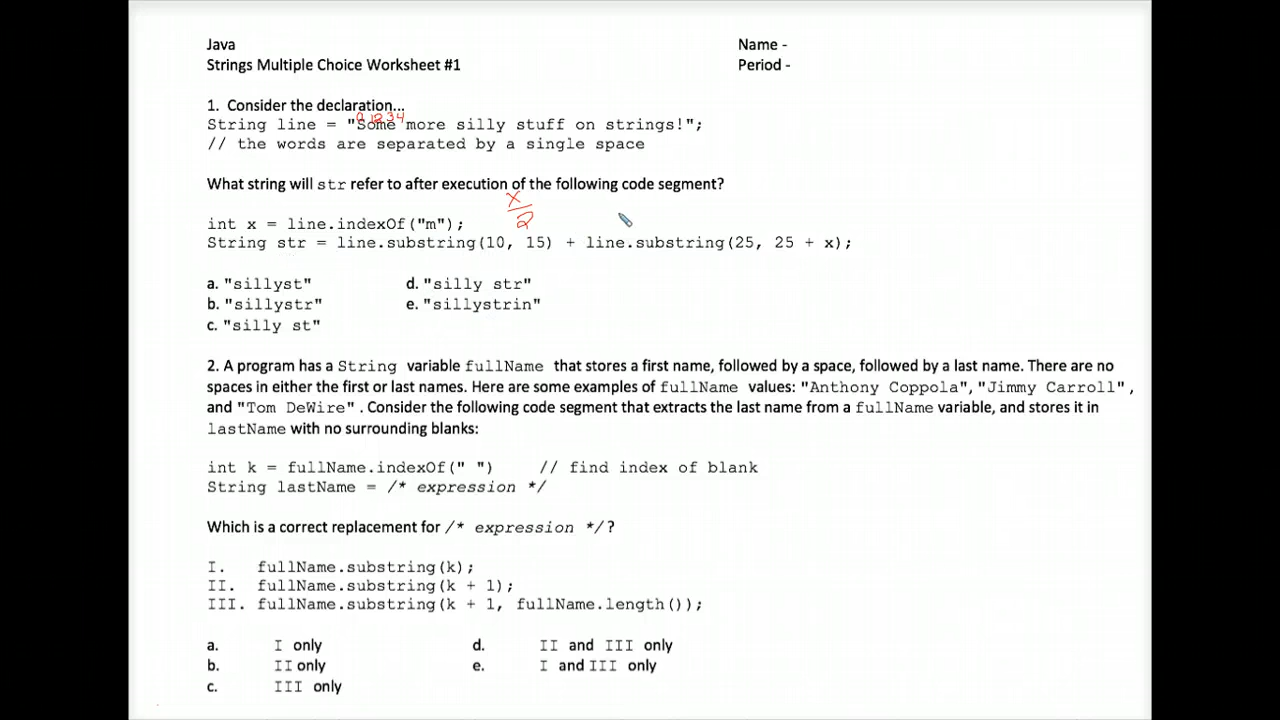 Java Name -
Strings Multiple Choice Worksheet #1 Period -
1. Consider the declaration...
0 1 2 3 4
String line = "Some more silly stuff on strings!";
// the words are separated by a single space
What string will str refer to after execution of the following code segment?
x
2
int x = line.indexOf("m");
String str = line.substring(10, 15) + line.substring(25, 25 + x);
a. "sillyst" d. "silly str"
b. "sillystr" e. "sillystrin"
c. "silly st"
2. A program has a String variable fullName that stores a first name, followed by a space, followed by a last name. There are no
spaces in either the first or last names. Here are some examples of fullName values: "Anthony Coppola", "Jimmy Carroll" ,
and "Tom DeWire" . Consider the following code segment that extracts the last name from a fullName variable, and stores it in
lastName with no surrounding blanks:
int k = fullName.indexOf(" ") // find index of blank
String lastName = /* expression */
Which is a correct replacement for /* expression */?
I. fullName.substring(k);
II. fullName.substring(k + 1);
III. fullName.substring(k + 1, fullName.length());
a. I only d. II and III only
b. II only e. I and III only
c. III only